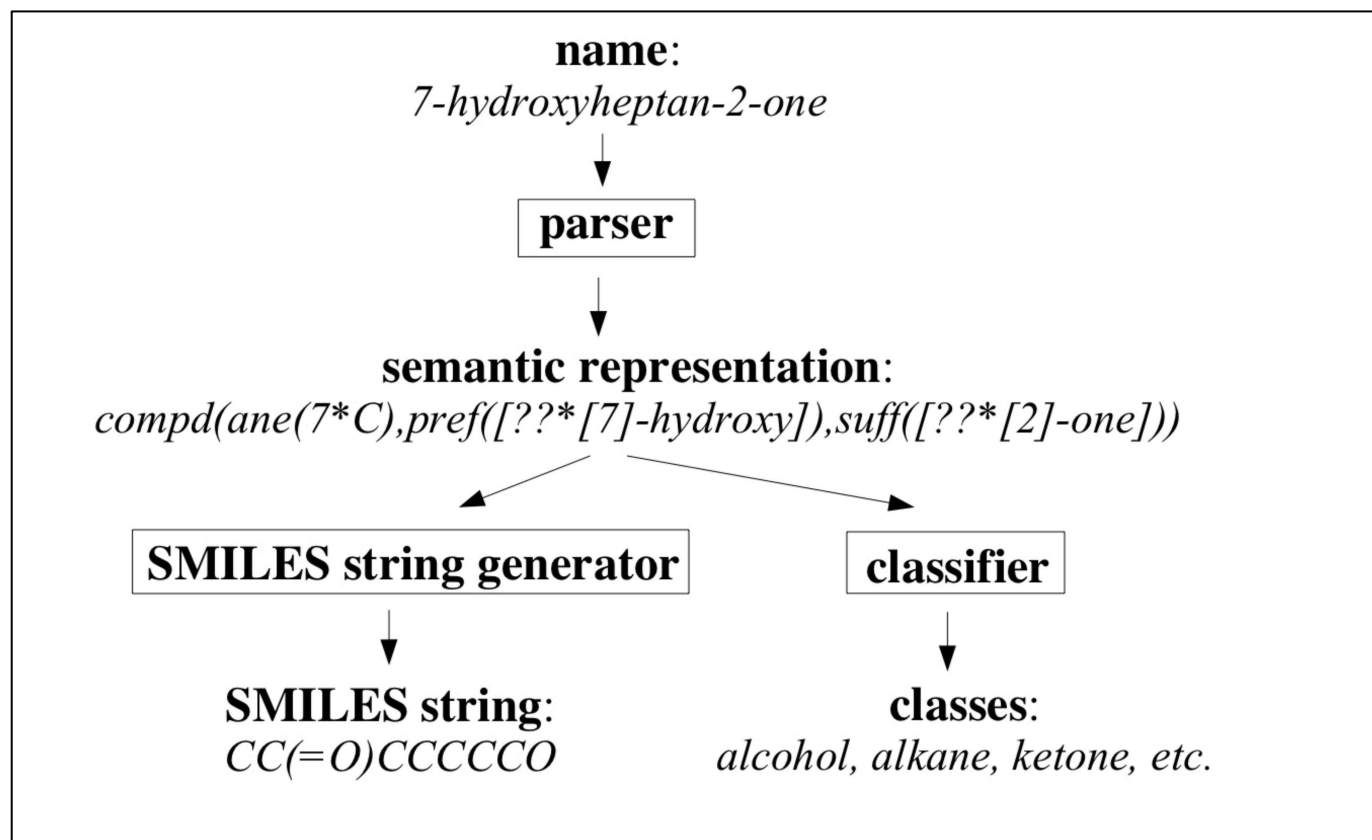 name:
7-hydroxyheptan-2-one
parser
semantic representation:
compd(ane(7*C),pref([??*[7]-hydroxy]),suff([??*[2]-one]))
SMILES string generator
classifier
SMILES string:
CC(=O)CCCCCO
classes:
alcohol, alkane, ketone, etc.